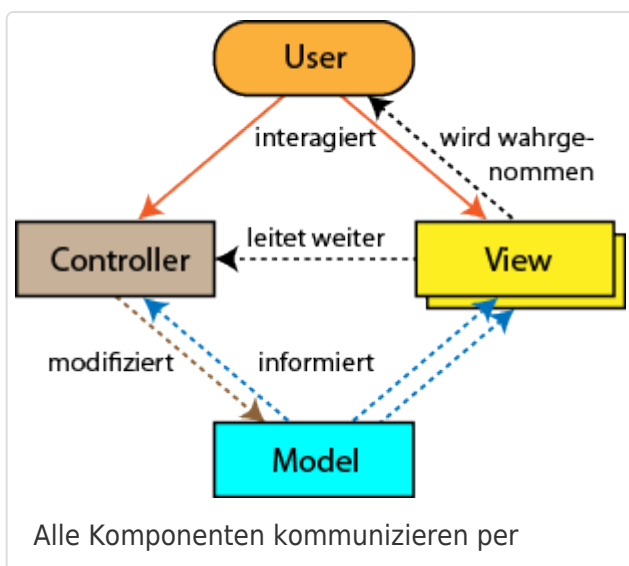 User
interagiert
wird wahrge-
nommen
leitet weiter
Controller
View
modifiziert
informiert
Model
Alle Komponenten kommunizieren per